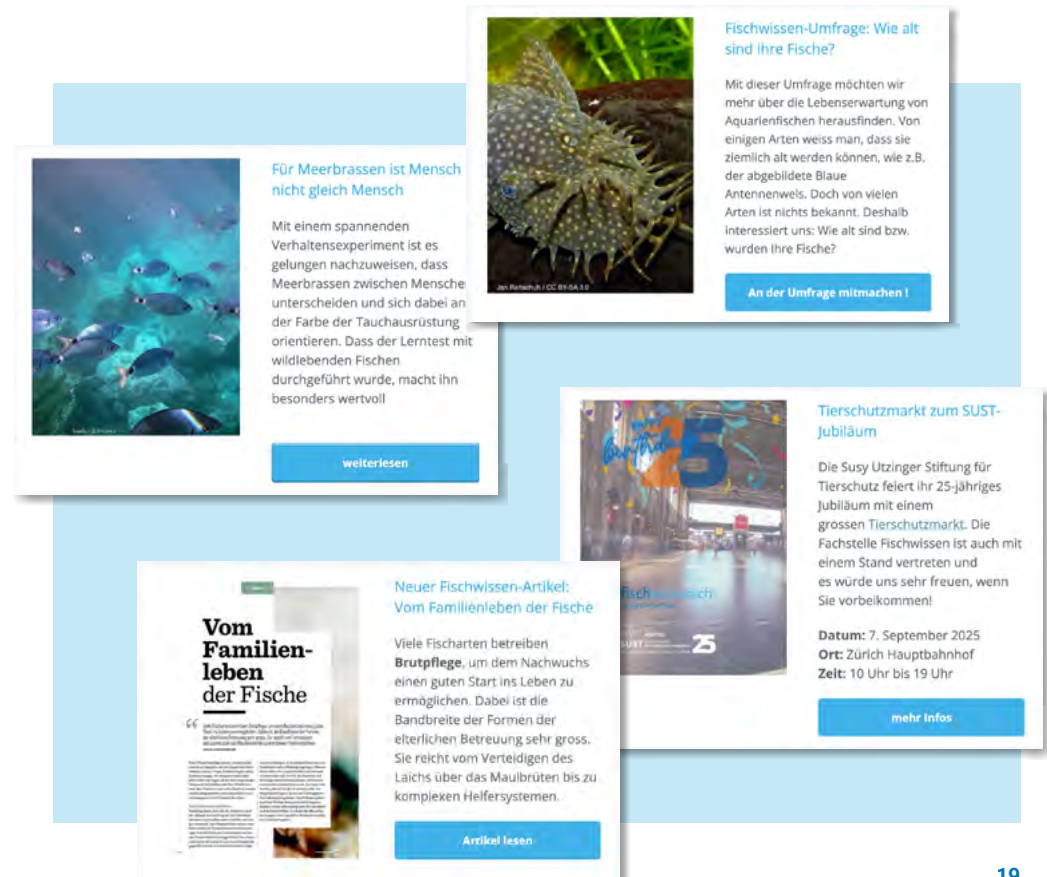 Fischwissen-Umfrage: Wie alt
sind Ihre Fische?
Mit dieser Umfrage möchten wir
mehr über die Lebenserwartung von
Aquarienfischen herausfinden. Von
einigen Arten weiss man, dass sie
ziemlich alt werden können, wie z.B.
der abgebildete Blaue
Antennenwels. Doch von vielen
Arten ist nichts bekannt. Deshalb
interessiert uns: Wie alt sind bzw.
wurden Ihre Fische?
An der Umfrage mitmachen !
Für Meerbrassen ist Mensch
nicht gleich Mensch
Mit einem spannenden
Verhaltensexperiment ist es
gelungen nachzuweisen, dass
Meerbrassen zwischen Mensche
unterscheiden und sich dabei an
der Farbe der Tauchausrüstung
orientieren. Dass der Lerntest mit
wildlebenden Fischen
durchgeführt wurde, macht ihn
besonders wertvoll
weiterlesen
Tierschutzmarkt zum SUST-
Jubiläum
Die Susy Utzinger Stiftung für
Tierschutz feiert ihr 25-jähriges
Jubiläum mit einem
grossen Tierschutzmarkt. Die
Fachstelle Fischwissen ist auch mit
einem Stand vertreten und
es würde uns sehr freuen, wenn
Sie vorbeikommen!
Datum: 7. September 2025
Ort: Zürich Hauptbahnhof
Zeit: 10 Uhr bis 19 Uhr
mehr Infos
25
SUST
25
Neuer Fischwissen-Artikel:
Vom Familienleben der Fische
Viele Fischarten betreiben
Brutpflege, um dem Nachwuchs
einen guten Start ins Leben zu
ermöglichen. Dabei ist die
Bandbreite der Formen der
elterlichen Betreuung sehr gross.
Sie reicht vom Verteidigen des
Laichs über das Maulbrüten bis zu
komplexen Helfersystemen.
Artikel lesen
Vom
Familien-
leben
der Fische
19